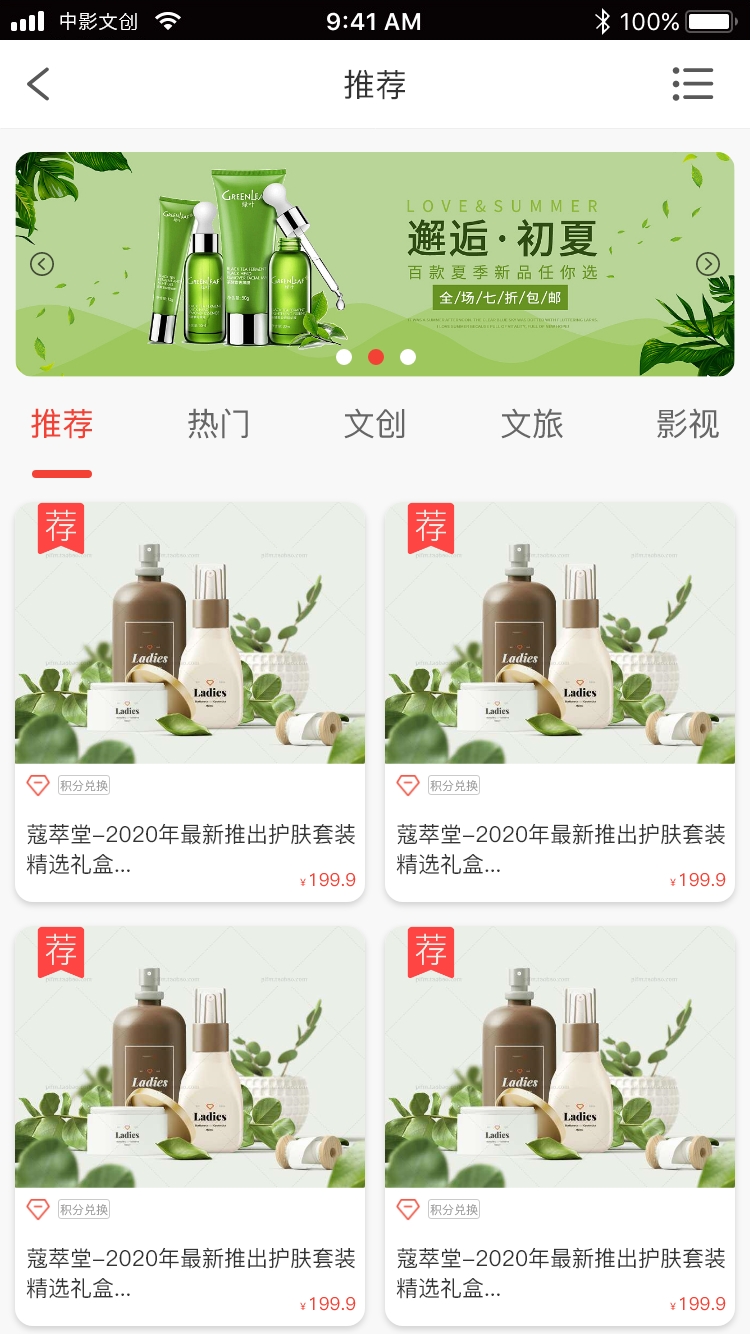 中影文创
9:41 AM
100%
推荐
GREENLEAF
绿叶
LOVE&SUMMER
邂逅·初夏
百款夏季新品任你选
全/场/七/折/包/邮
推荐
热门
文创
文旅
影视
荐
Ladies
Ladies
Ladies
积分兑换
蔻萃堂-2020年最新推出护肤套装
精选礼盒...
¥199.9
荐
Ladies
Ladies
Ladies
积分兑换
蔻萃堂-2020年最新推出护肤套装
精选礼盒...
¥199.9
荐
Ladies
Ladies
Ladies
积分兑换
蔻萃堂-2020年最新推出护肤套装
精选礼盒...
¥199.9
荐
Ladies
Ladies
Ladies
积分兑换
蔻萃堂-2020年最新推出护肤套装
精选礼盒...
¥199.9